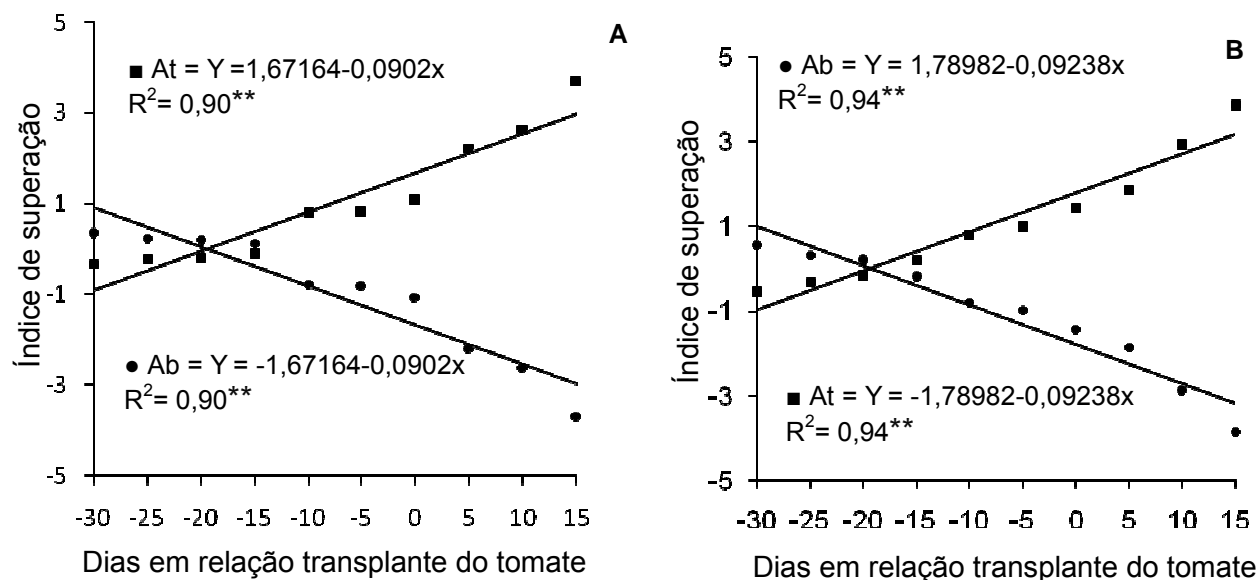 A
5
3
1
-1
-3
-5
Índice de superação
■ At = Y =1,67164-0,0902x
R²= 0,90**
● Ab = Y = -1,67164-0,0902x
R²= 0,90**
-30 -25 -20 -15 -10 -5 0 5 10 15
Dias em relação transplante do tomate
B
5
3
1
-1
-3
-5
Índice de superação
● Ab = Y = 1,78982-0,09238x
R²= 0,94**
■ At = Y = -1,78982-0,09238x
R²= 0,94**
-30 -25 -20 -15 -10 -5 0 5 10 15
Dias em relação transplante do tomate